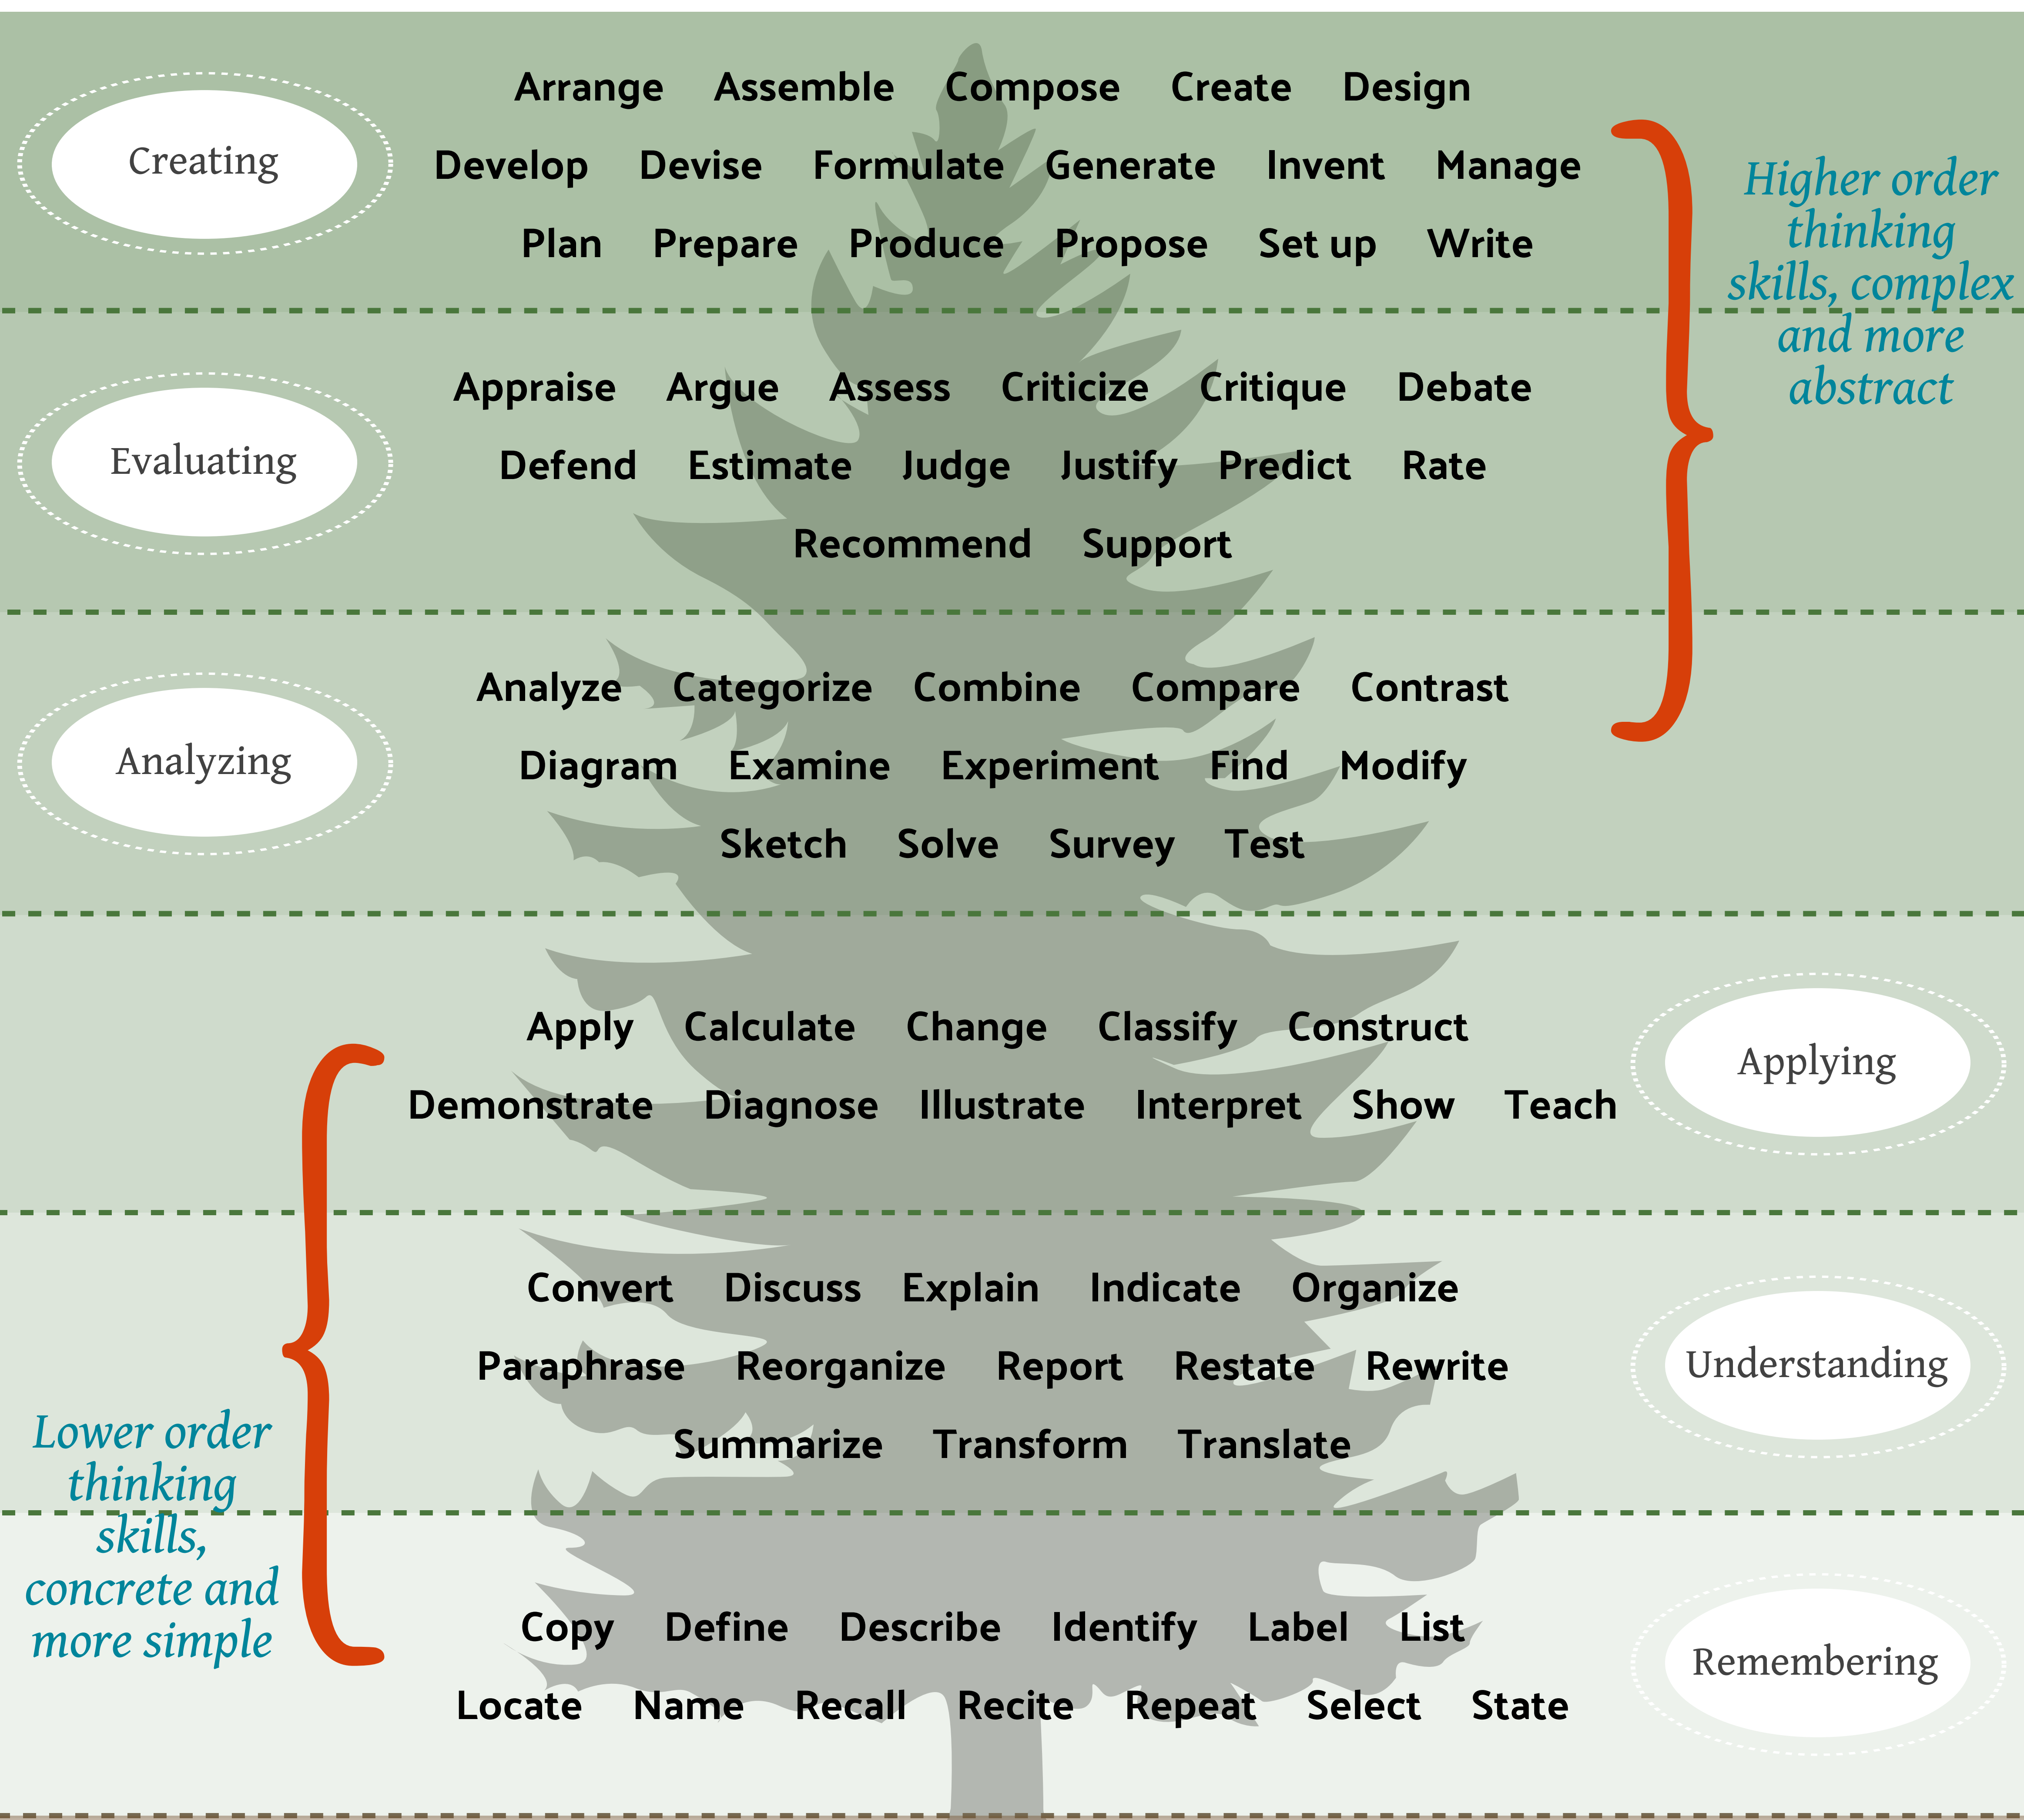 Creating
Arrange Assemble Compose Create Design
Develop Devise Formulate Generate Invent Manage
Plan Prepare Produce Propose Set up Write
Higher order
thinking
skills, complex
and more
abstract
Evaluating
Appraise Argue Assess Criticize Critique Debate
Defend Estimate Judge Justify Predict Rate
Recommend Support
Analyzing
Analyze Categorize Combine Compare Contrast
Diagram Examine Experiment Find Modify
Sketch Solve Survey Test
Applying
Apply Calculate Change Classify Construct
Demonstrate Diagnose Illustrate Interpret Show Teach
Understanding
Convert Discuss Explain Indicate Organize
Paraphrase Reorganize Report Restate Rewrite
Summarize Transform Translate
Lower order
thinking
skills,
concrete and
more simple
Remembering
Copy Define Describe Identify Label List
Locate Name Recall Recite Repeat Select State